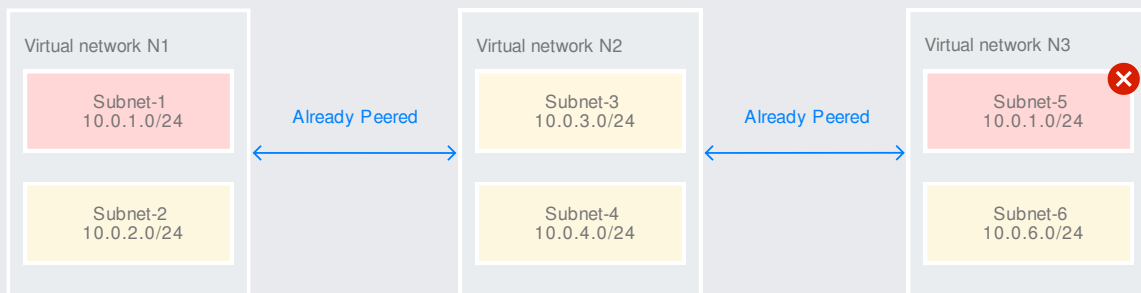 Virtual network N1
Subnet-1
10.0.1.0/24
Subnet-2
10.0.2.0/24
Already Peered
Virtual network N2
Subnet-3
10.0.3.0/24
Subnet-4
10.0.4.0/24
Already Peered
Virtual network N3
Subnet-5
10.0.1.0/24
Subnet-6
10.0.6.0/24